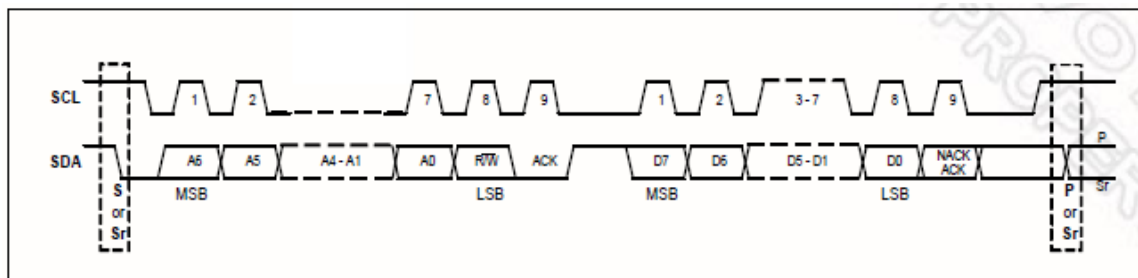 SCL 1 2 7 8 9 1 2 3 - 7 8 9
SDA A6 A5 A4 - A1 A0 R/W ACK D7 D6 D5 - D1 D0 NACK ACK P
Sr
MSB LSB MSB LSB
S or Sr
P or Sr
PROPER